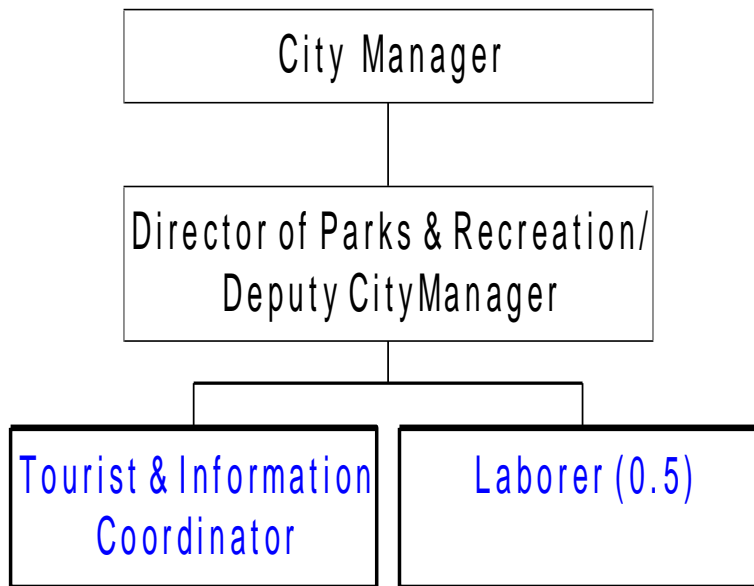 City Manager
Director of Parks & Recreation/
Deputy CityManager
Tourist & Information
Coordinator
Laborer (0.5)